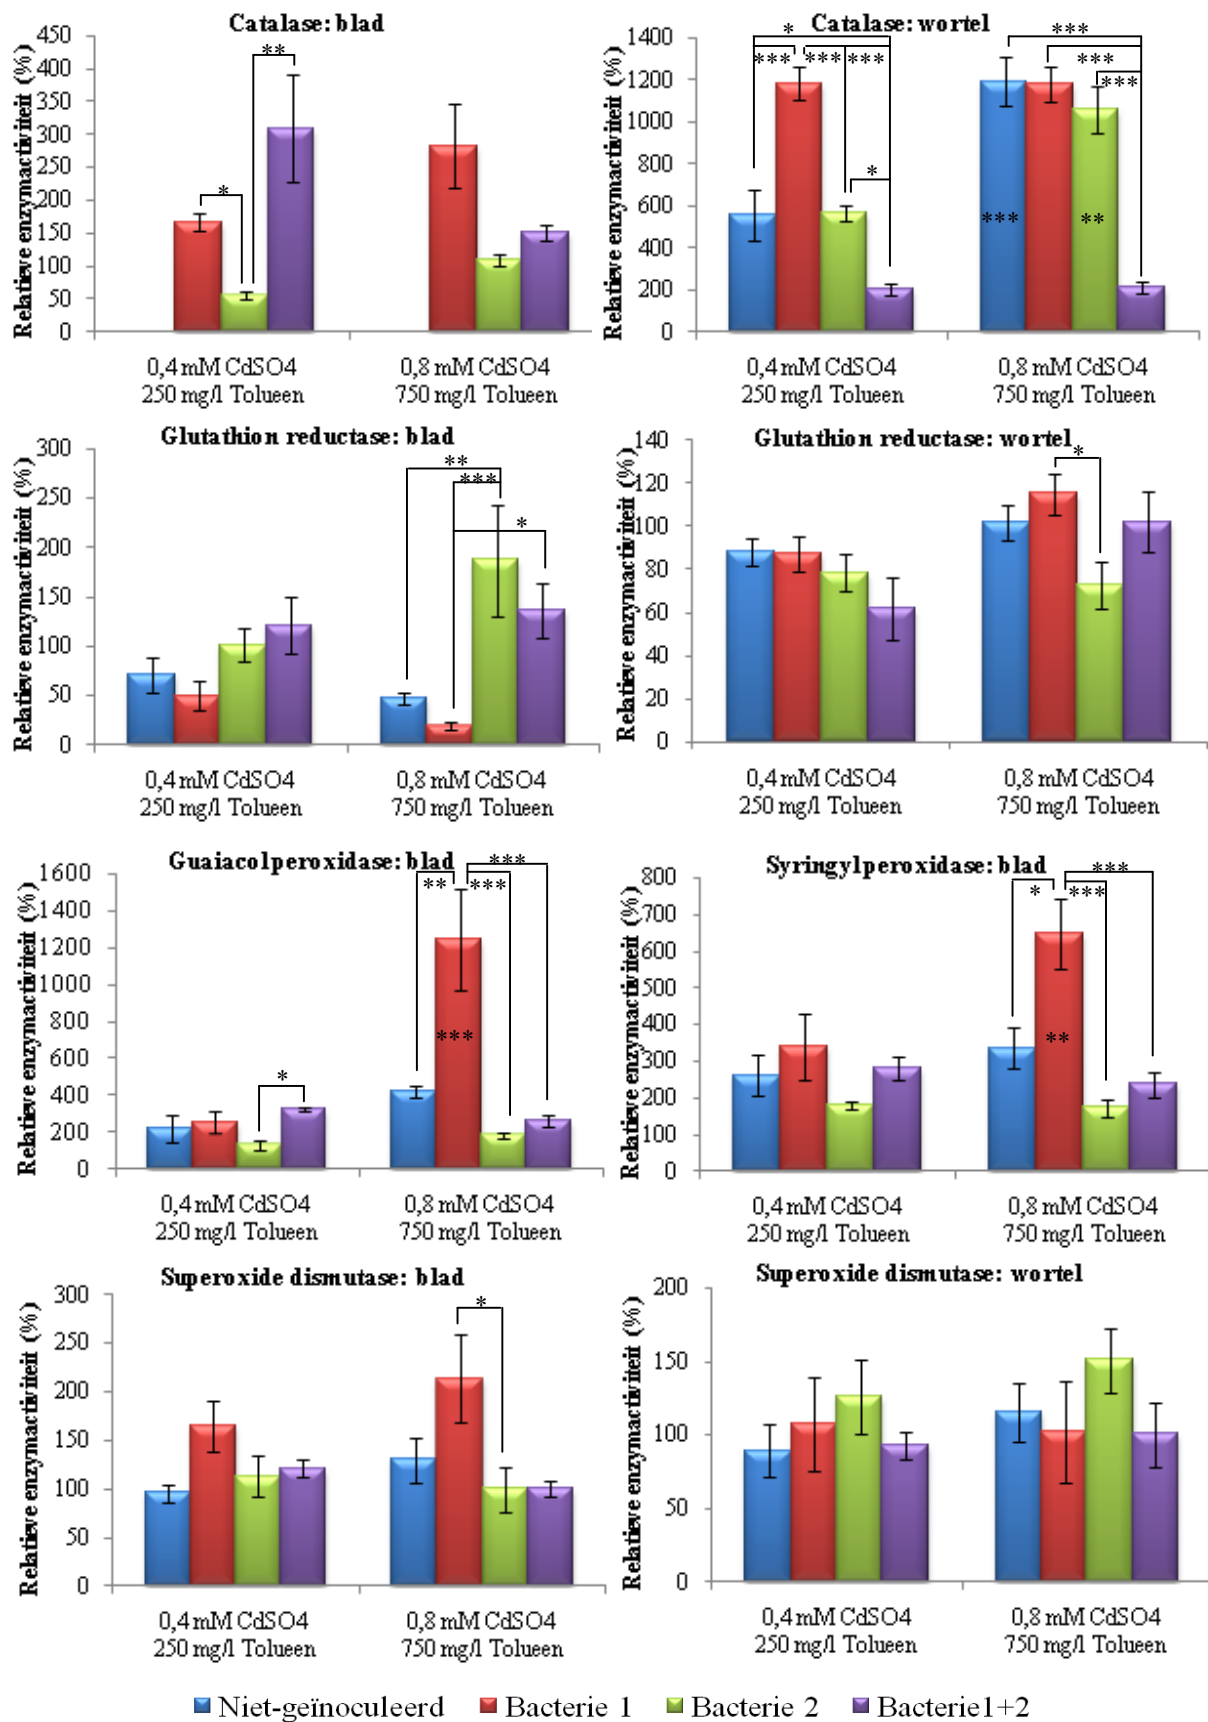 Catalase: blad
Relatieve enzymactiviteit (%)
450
400
350
300
250
200
150
100
50
0
*
**
0,4 mM CdSO4
250 mg/l Tolueen
0,8 mM CdSO4
750 mg/l Tolueen
Catalase: wortel
Relatieve enzymactiviteit (%)
1400
1200
1000
800
600
400
200
0
*
*** *** ***
*
***
***
***
***
**
0,4 mM CdSO4
250 mg/l Tolueen
0,8 mM CdSO4
750 mg/l Tolueen
Glutathion reductase: blad
Relatieve enzymactiviteit (%)
300
250
200
150
100
50
0
**
***
*
0,4 mM CdSO4
250 mg/l Tolueen
0,8 mM CdSO4
750 mg/l Tolueen
Glutathion reductase: wortel
Relatieve enzymactiviteit (%)
140
120
100
80
60
40
20
0
*
0,4 mM CdSO4
250 mg/l Tolueen
0,8 mM CdSO4
750 mg/l Tolueen
Guaiacolperoxidase: blad
Relatieve enzymactiviteit (%)
1600
1400
1200
1000
800
600
400
200
0
*
***
** ***
***
0,4 mM CdSO4
250 mg/l Tolueen
0,8 mM CdSO4
750 mg/l Tolueen
Syringylperoxidase: blad
Relatieve enzymactiviteit (%)
800
700
600
500
400
300
200
100
0
***
* ***
**
0,4 mM CdSO4
250 mg/l Tolueen
0,8 mM CdSO4
750 mg/l Tolueen
Superoxide dismutase: blad
Relatieve enzymactiviteit (%)
300
250
200
150
100
50
0
*
0,4 mM CdSO4
250 mg/l Tolueen
0,8 mM CdSO4
750 mg/l Tolueen
Superoxide dismutase: wortel
Relatieve enzymactiviteit (%)
200
150
100
50
0
0,4 mM CdSO4
250 mg/l Tolueen
0,8 mM CdSO4
750 mg/l Tolueen
Niet-geïnoculeerd Bacterie 1 Bacterie 2 Bacterie1+2